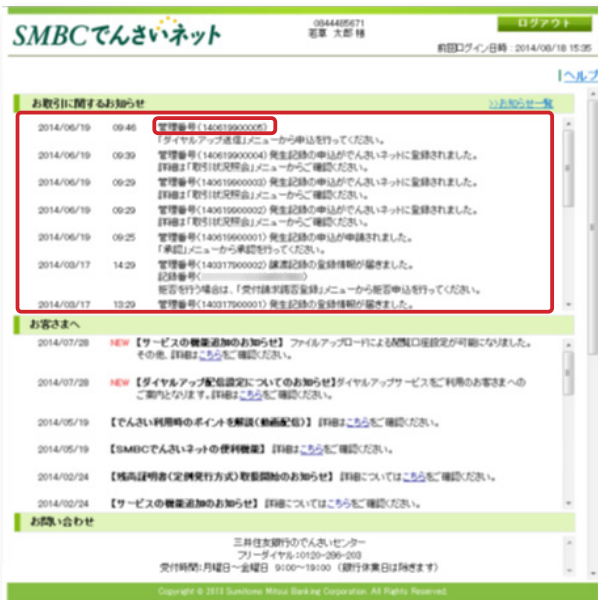 SMBCでんさいネット
0844485671
若草 太郎 様
ログアウト
前回ログイン日時：2014/08/18 15:35
ヘルプ
お取引に関するお知らせ
>>お知らせ一覧
2014/06/19 09:46 管理番号(140619900005)
「ダイヤルアップ送信」メニューから申込を行ってください。
2014/06/19 09:39 管理番号(140619900004) 発生記録の申込がでんさいネットに登録されました。
詳細は「取引状況照会」メニューからご確認ください。
2014/06/19 09:29 管理番号(140619900003) 発生記録の申込がでんさいネットに登録されました。
詳細は「取引状況照会」メニューからご確認ください。
2014/06/19 09:29 管理番号(140619900002) 発生記録の申込がでんさいネットに登録されました。
詳細は「取引状況照会」メニューからご確認ください。
2014/06/19 09:25 管理番号(140619900001) 発生記録の申込が申請されました。
「承認」メニューから承認を行ってください。
2014/03/17 14:29 管理番号(140317900002) 譲渡記録の登録情報が届きました。
記録番号( )
拒否を行う場合は、「受付請求諾否登録」メニューから拒否申込を行ってください。
2014/03/17 13:29 管理番号(140317900001) 発生記録の登録情報が届きました。
お客さまへ
2014/07/28 NEW 【サービスの機能追加のお知らせ】 ファイルアップロードによる閲覧口座設定が可能になりました。
その他、詳細はこちらをご確認ください。
2014/07/28 NEW 【ダイヤルアップ配信設定についてのお知らせ】ダイヤルアップサービスをご利用のお客さまへの
ご案内となります。詳細はこちらをご確認ください。
2014/05/19 【でんさい利用時のポイントを解説(動画配信)】 詳細はこちらをご確認ください。
2014/05/19 【SMBCでんさいネットの便利機能】 詳細はこちらをご確認ください。
2014/02/24 【残高証明書(定例発行方式)取扱開始のお知らせ】 詳細についてはこちらをご確認ください。
2014/02/24 【サービスの機能追加のお知らせ】 詳細についてはこちらをご確認ください。
お問い合わせ
三井住友銀行のでんさいセンター
フリーダイヤル：0120-296-203
受付時間：月曜日～金曜日 9:00～19:00 (銀行休業日は除きます)
Copyright © 2013 Sumitomo Mitsui Banking Corporation. All Rights Reserved.